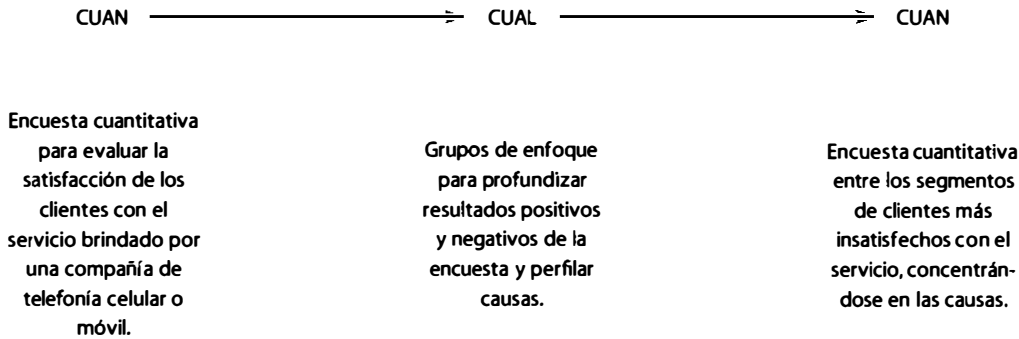 CUAN CUAL CUAN
Encuesta cuantitativa
para evaluar la
satisfacción de los
clientes con el
servicio brindado por
una compañía de
telefonía celular o
móvil.
Grupos de enfoque
para profundizar
resultados positivos
y negativos de la
encuesta y perfilar
causas.
Encuesta cuantitativa
entre los segmentos
de clientes más
insatisfechos con el
servicio, concentrán-
dose en las causas.